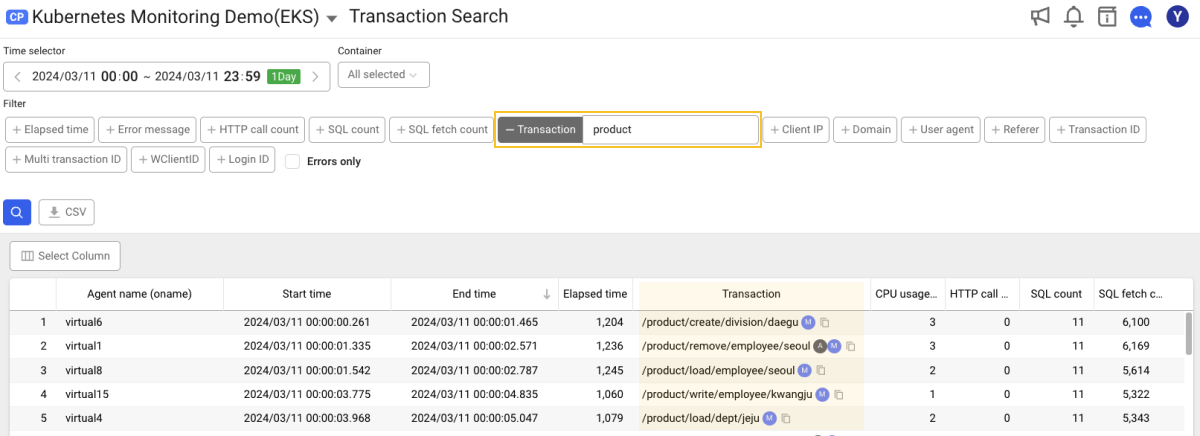 CP Kubernetes Monitoring Demo(EKS) Transaction Search Y
Time selector Container
2024/03/11 00:00 ~ 2024/03/11 23:59 1Day All selected
Filter
+ Elapsed time + Error message + HTTP call count + SQL count + SQL fetch count − Transaction product + Client IP + Domain + User agent + Referer + Transaction ID
+ Multi transaction ID + WClientID + Login ID Errors only
CSV
Select Column
Agent name (oname) Start time End time ↓ Elapsed time Transaction CPU usage... HTTP call ... SQL count SQL fetch c...
1 virtual6 2024/03/11 00:00:00.261 2024/03/11 00:00:01.465 1,204 /product/create/division/daegu M 3 0 11 6,100
2 virtual1 2024/03/11 00:00:01.335 2024/03/11 00:00:02.571 1,236 /product/remove/employee/seoul A M 3 0 11 6,169
3 virtual8 2024/03/11 00:00:01.542 2024/03/11 00:00:02.787 1,245 /product/load/employee/seoul M 2 0 11 5,614
4 virtual15 2024/03/11 00:00:03.775 2024/03/11 00:00:04.835 1,060 /product/write/employee/kwangju M 1 0 11 5,322
5 virtual4 2024/03/11 00:00:03.968 2024/03/11 00:00:05.047 1,079 /product/load/dept/jeju M 2 0 11 5,343